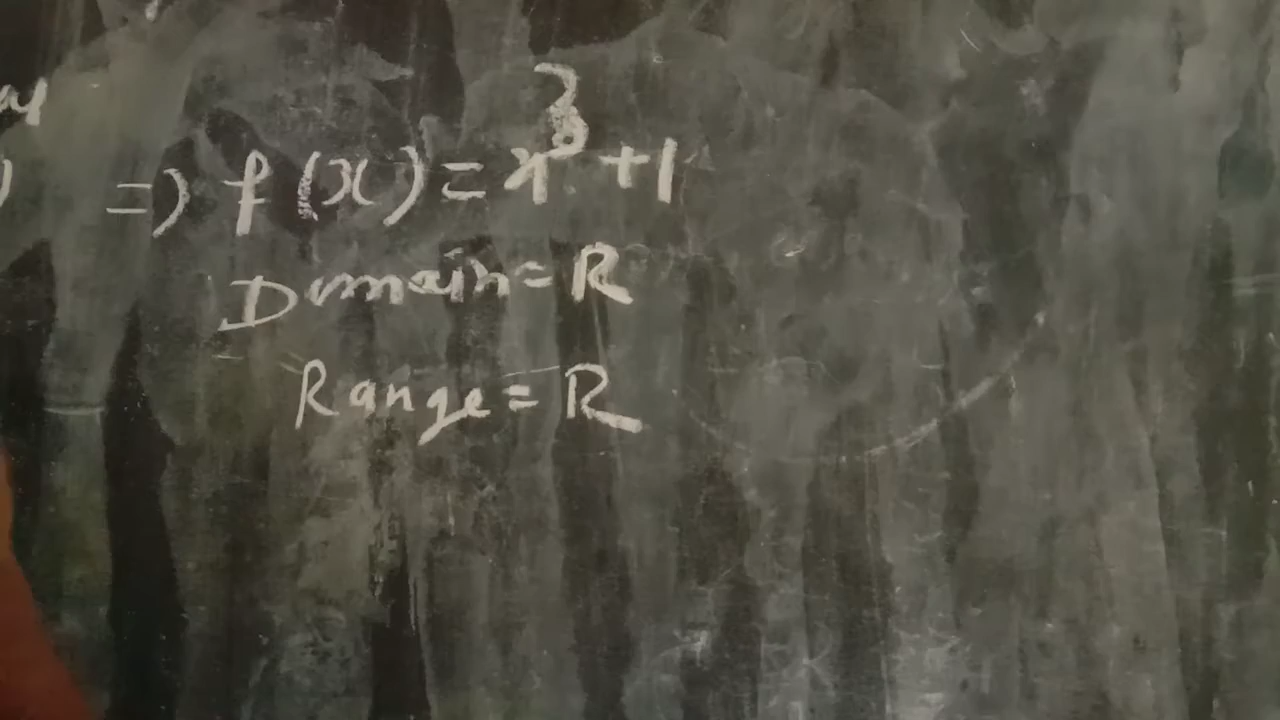 => f(x) = x³ + 1
Domain = R
Range = R